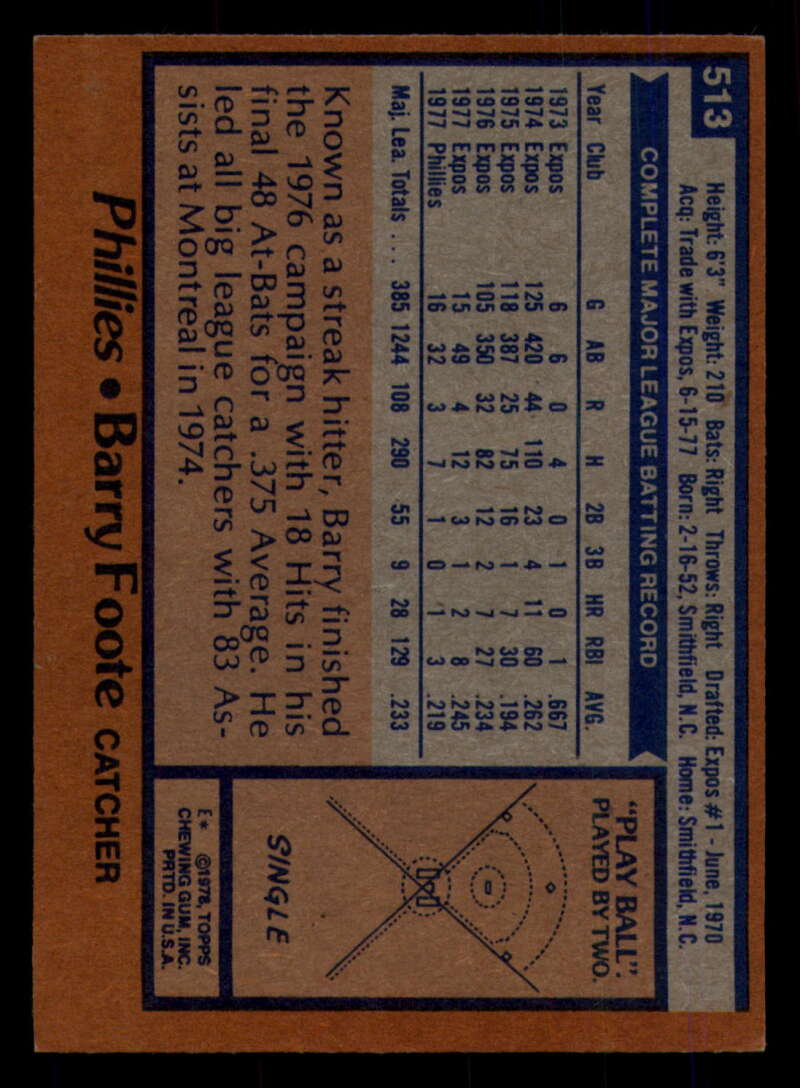 513
Height: 6'3" Weight: 210 Bats: Right Throws: Right Drafted: Expos #1 - June, 1970
Acq: Trade with Expos, 6-15-77 Born: 2-16-52, Smithfield, N.C. Home: Smithfield, N.C.
COMPLETE MAJOR LEAGUE BATTING RECORD
Year Club G AB R H 2B 3B HR RBI AVG.
1973 Expos 6 6 0 4 0 1 0 1 .667
1974 Expos 125 420 44 110 23 4 11 60 .262
1975 Expos 118 387 25 75 16 1 7 30 .194
1976 Expos 105 350 32 82 12 2 7 27 .234
1977 Expos 15 49 4 12 3 1 2 8 .245
1977 Phillies 16 32 3 7 1 0 1 3 .219
Maj. Lea. Totals ... 385 1244 108 290 55 9 28 129 .233
Known as a streak hitter, Barry finished
the 1976 campaign with 18 Hits in his
final 48 At-Bats for a .375 Average. He
led all big league catchers with 83 As-
sists at Montreal in 1974.
"PLAY BALL":
PLAYED BY TWO.
SINGLE
E* ©1978, TOPPS
CHEWING GUM, INC.
PRTD. IN U.S.A.
Phillies • Barry Foote CATCHER